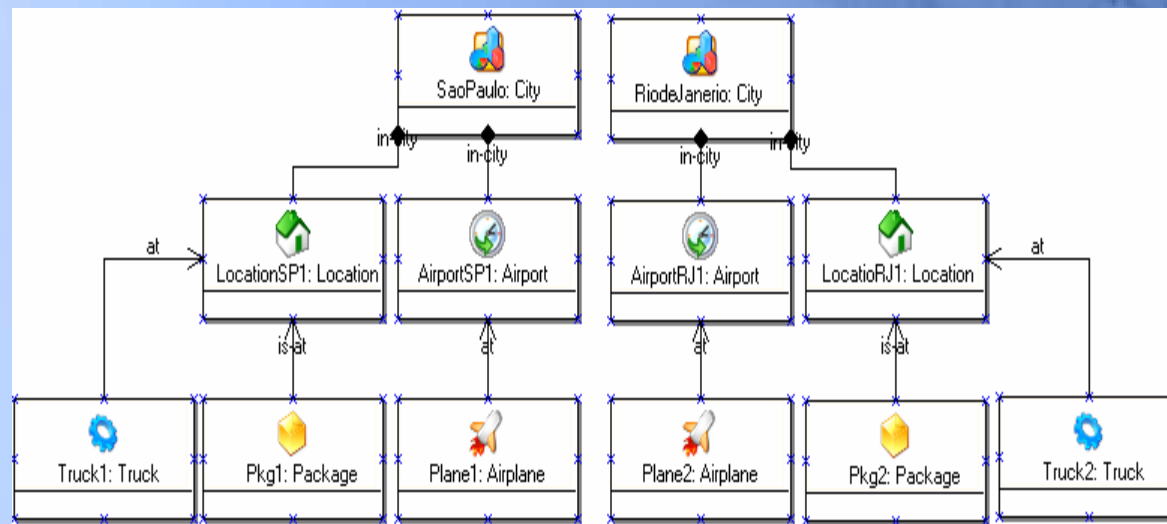 SaoPaulo: City
RiodeJanerio: City
in-city
in-city
in-city
in-city
at
at
LocationSP1: Location
AirportSP1: Airport
AirportRJ1: Airport
LocatioRJ1: Location
is-at
at
at
is-at
Truck1: Truck
Pkg1: Package
Plane1: Airplane
Plane2: Airplane
Pkg2: Package
Truck2: Truck